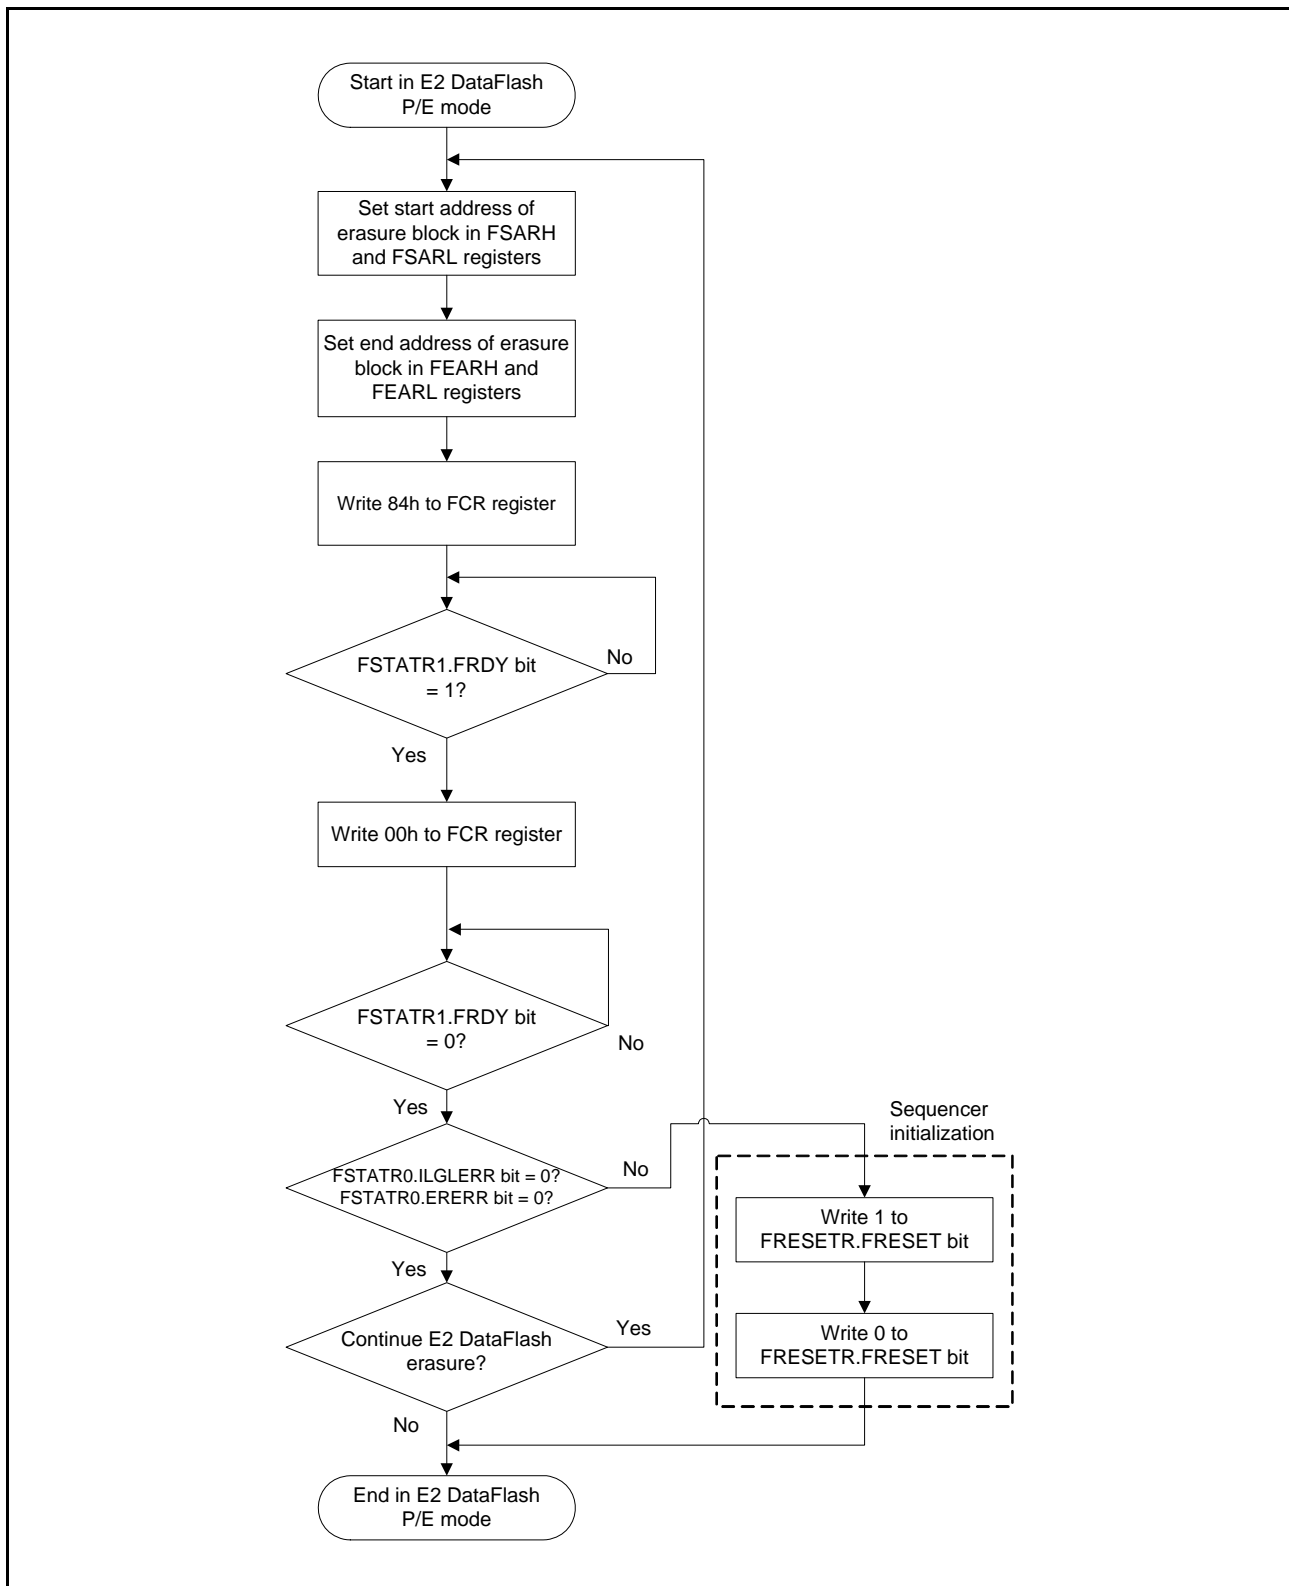 Start in E2 DataFlash
P/E mode
Set start address of
erasure block in FSARH
and FSARL registers
Set end address of erasure
block in FEARH and
FEARL registers
Write 84h to FCR register
FSTATR1.FRDY bit
= 1?
No
Yes
Write 00h to FCR register
FSTATR1.FRDY bit
= 0?
No
Yes
Sequencer
initialization
FSTATR0.ILGLERR bit = 0?
FSTATR0.ERERR bit = 0?
No
Yes
Write 1 to
FRESETR.FRESET bit
Write 0 to
FRESETR.FRESET bit
Continue E2 DataFlash
erasure?
Yes
No
End in E2 DataFlash
P/E mode